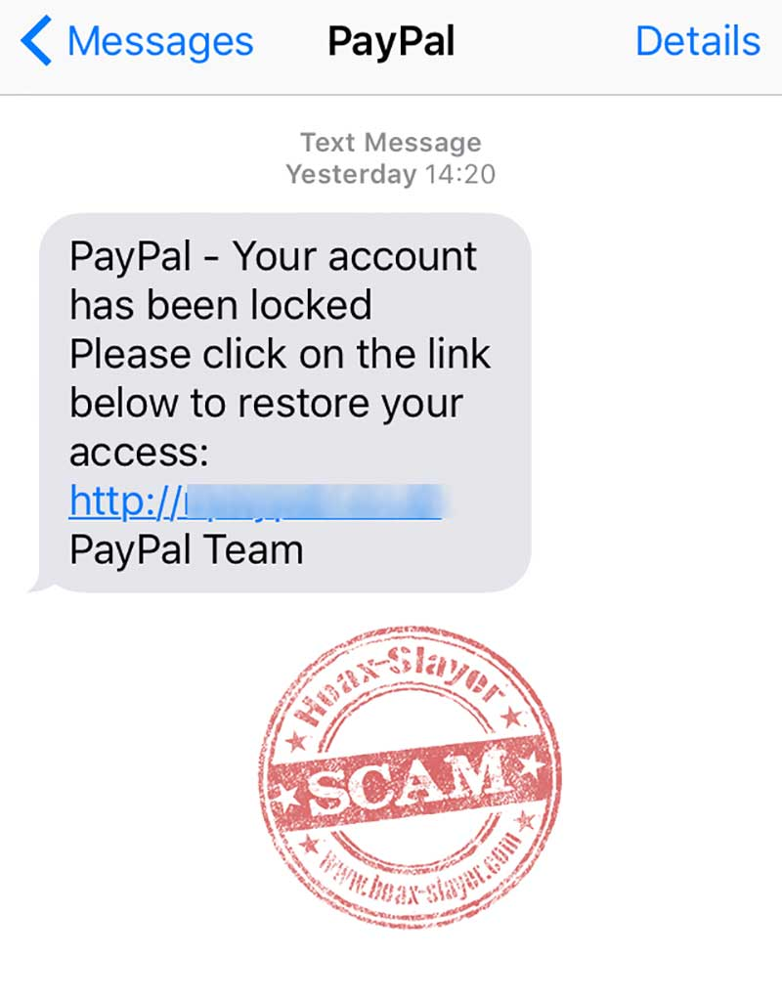 Messages PayPal Details
Text Message
Yesterday 14:20
PayPal - Your account
has been locked
Please click on the link
below to restore your
access:
http://
PayPal Team
Hoax-Slayer
SCAM
www.hoax-slayer.com